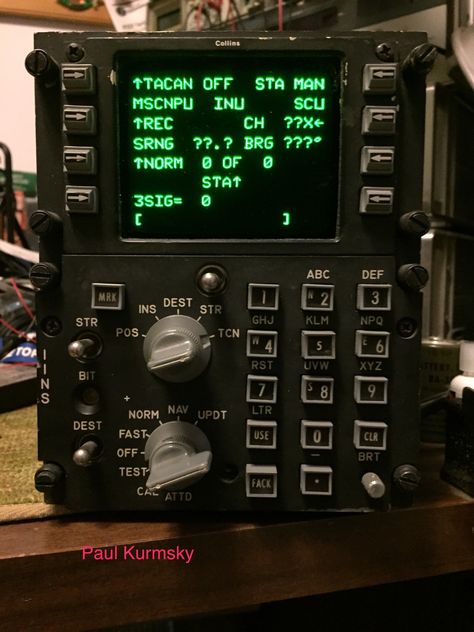 Collins
↑TACAN OFF STA MAN
MSCNPU INU SCU
↑REC CH ??X←
SRNG ??.? BRG ???°
↑NORM 0 OF 0
STA↑
3SIG= 0
[ ]
ABC DEF
MRK
1 N 2 3
INS DEST STR
POS TCN
STR
GHJ KLM NPQ
W 4 5 E 6
RST UVW XYZ
IINS
BIT
7 S 8 9
LTR
+
NORM NAV UPDT
FAST
OFF
TEST
CAL ATTD
DEST
USE 0 CLR
– BRT
FACK •
Paul Kurmsky